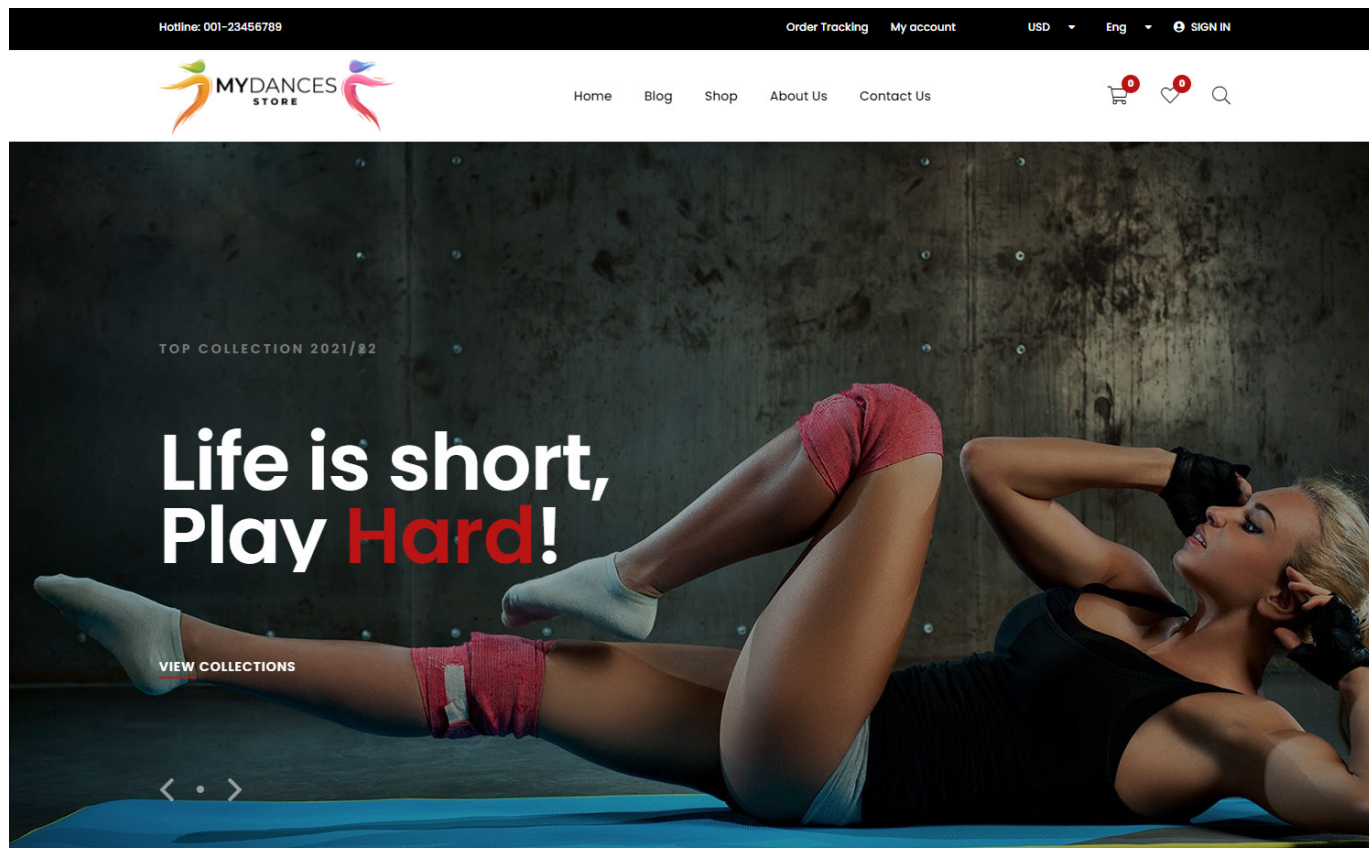 Hotline: 001-23456789
Order Tracking My account USD Eng SIGN IN
MYDANCES
STORE
Home Blog Shop About Us Contact Us
0 0
TOP COLLECTION 2021/22
Life is short,
Play Hard!
VIEW COLLECTIONS